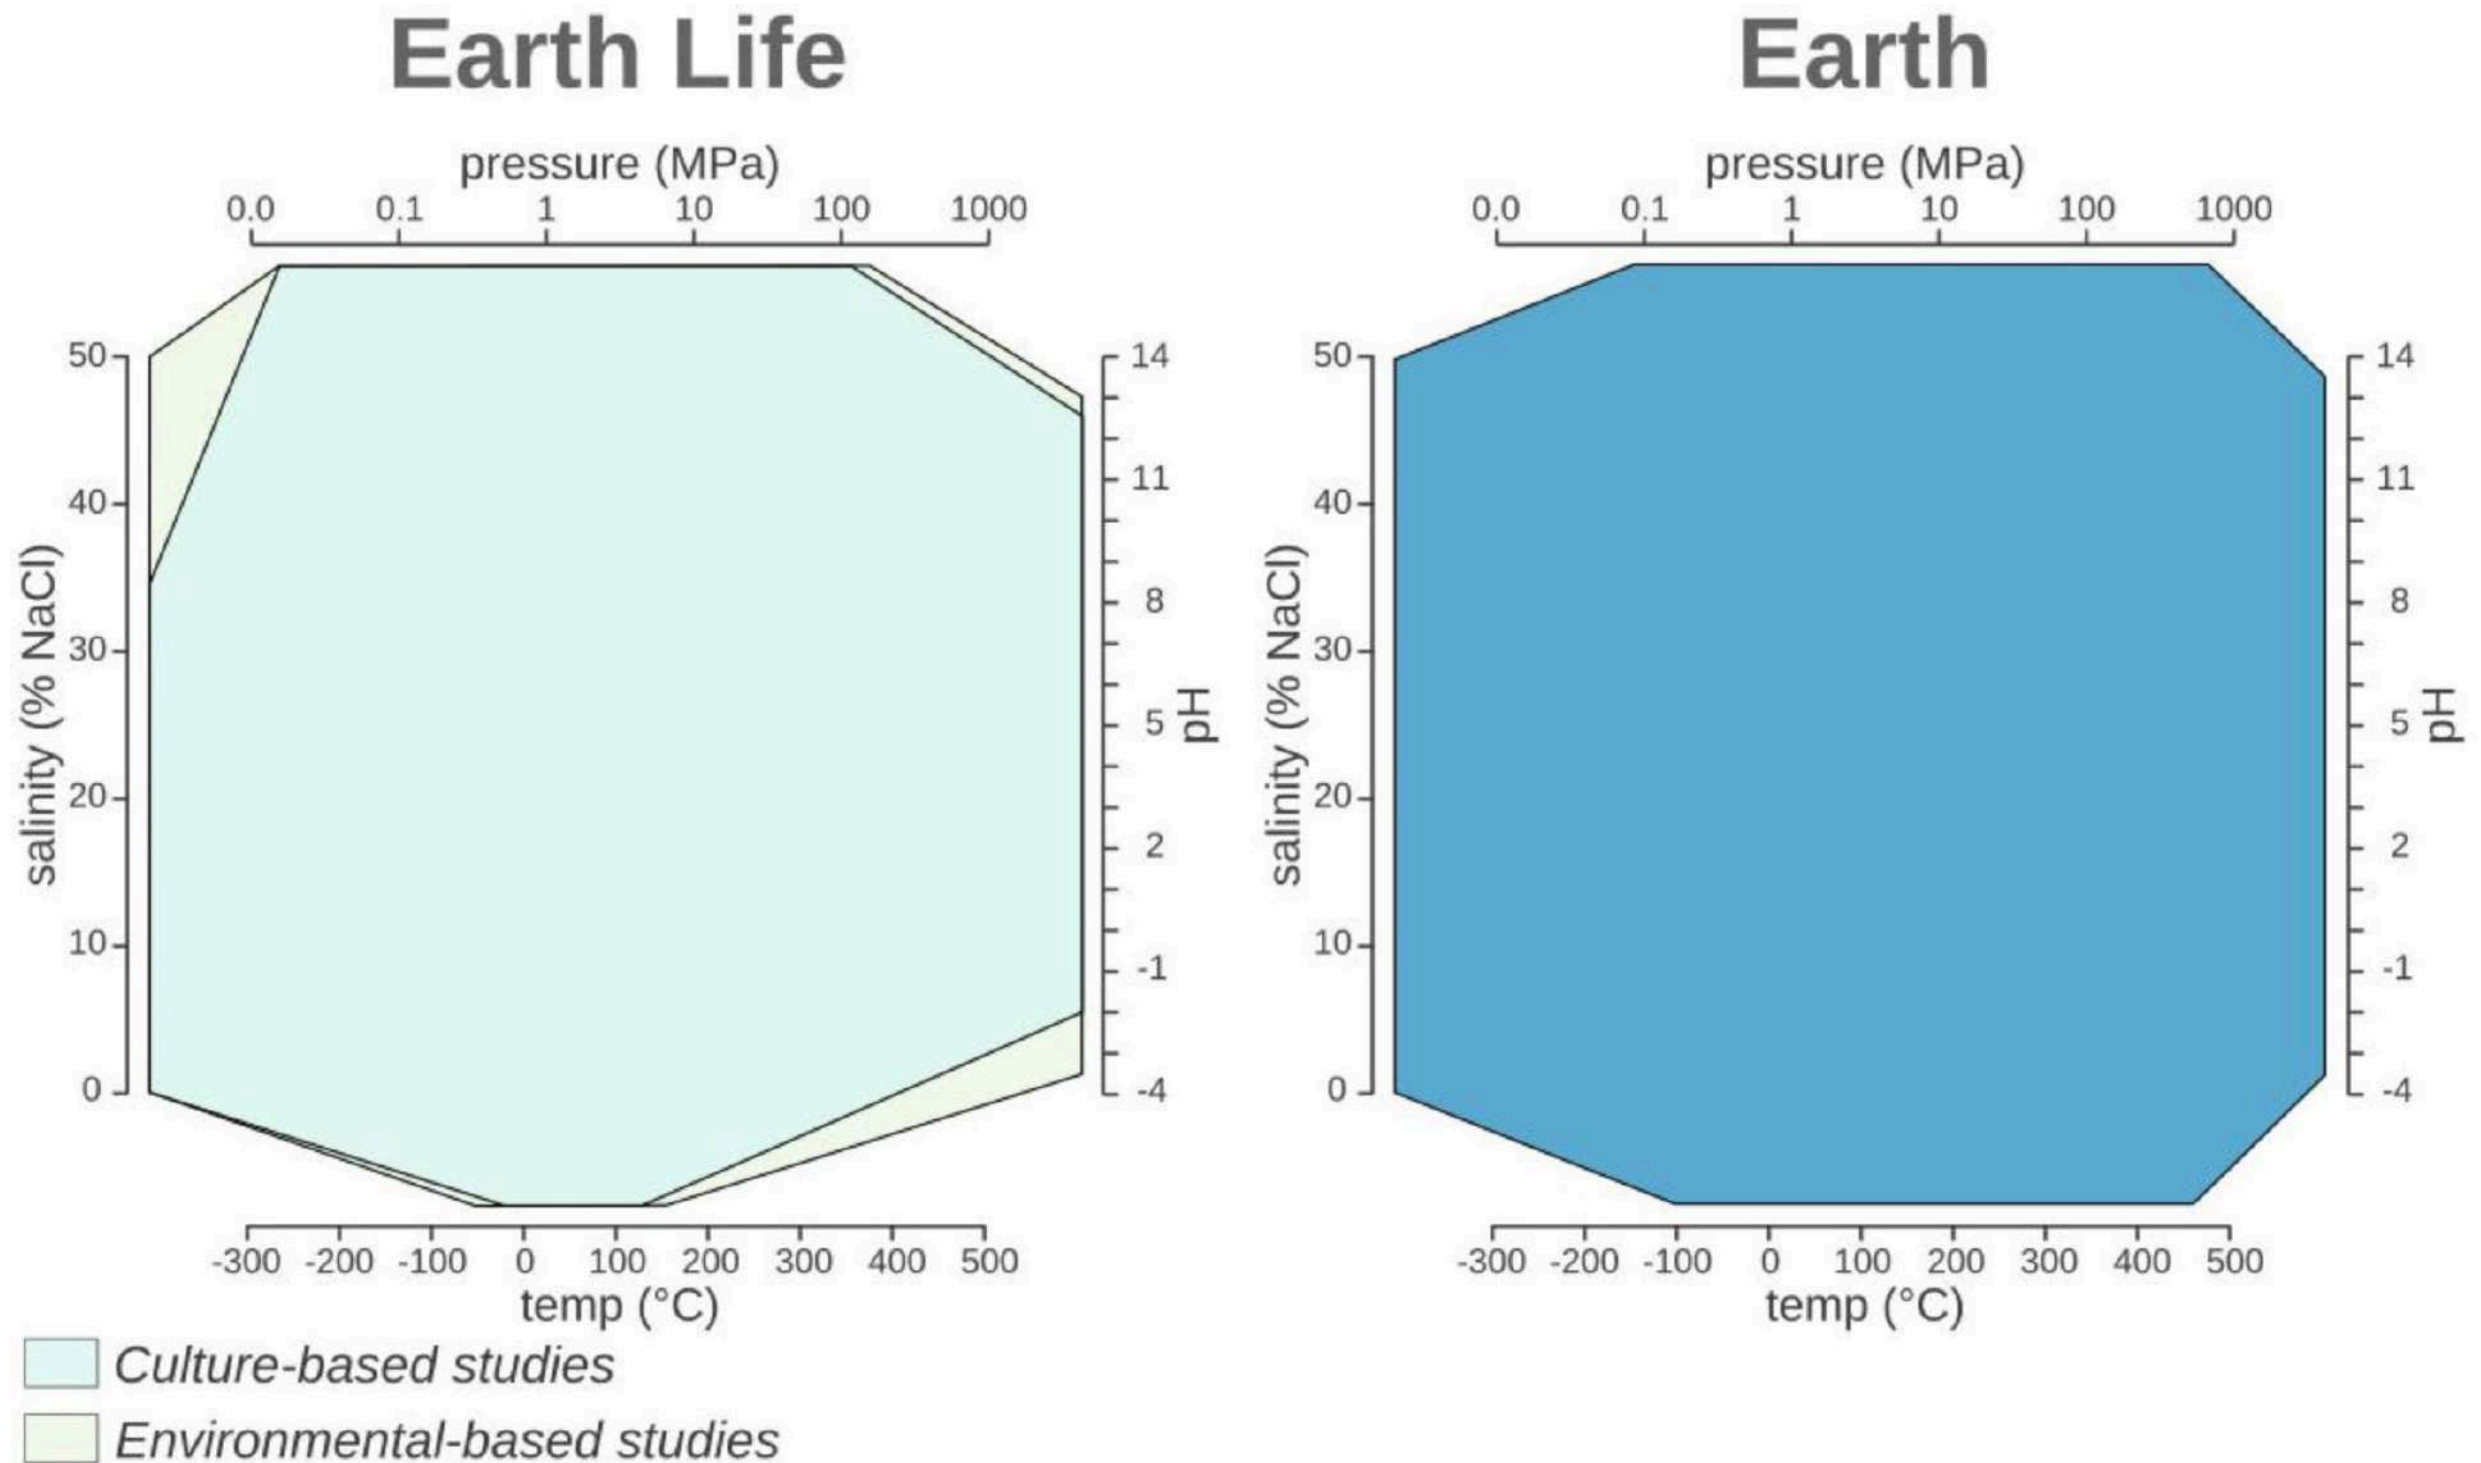 Earth Life
pressure (MPa)
0.0 0.1 1 10 100 1000
salinity (% NaCl)
50
40
30
20
10
0
14
11
8
5
2
-1
-4
pH
-300 -200 -100 0 100 200 300 400 500
temp (°C)
Culture-based studies
Environmental-based studies
Earth
pressure (MPa)
0.0 0.1 1 10 100 1000
salinity (% NaCl)
50
40
30
20
10
0
14
11
8
5
2
-1
-4
pH
-300 -200 -100 0 100 200 300 400 500
temp (°C)